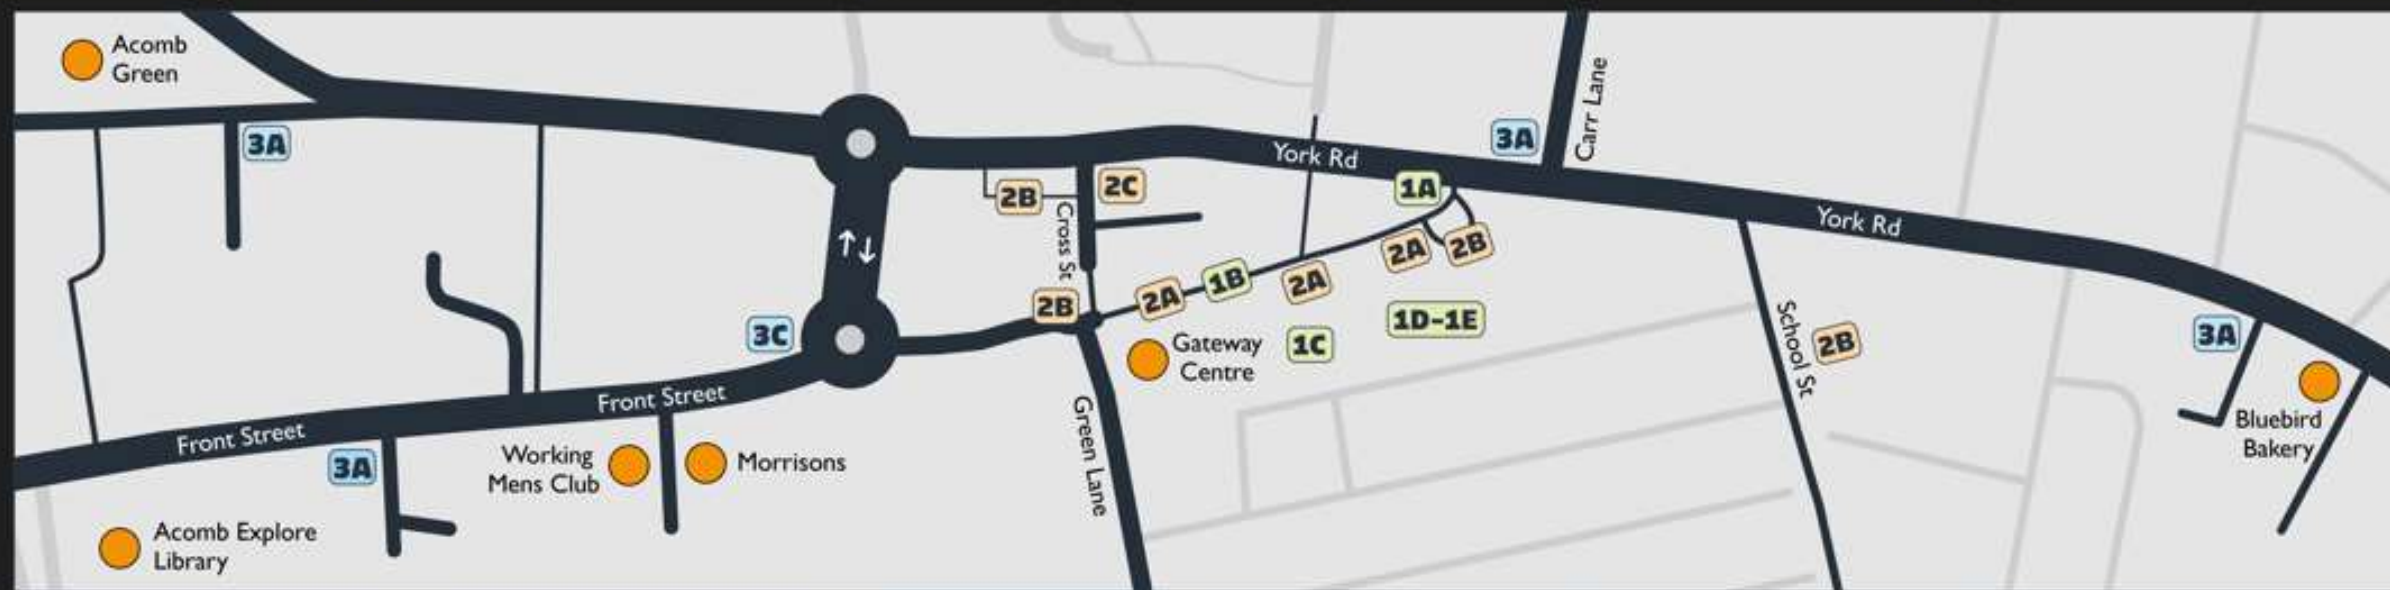 Acomb
Green
3A
3A
Carr Lane
York Rd
1A
2B
2C
Cross St
York Rd
2A
2B
2B
2A
1B
2A
1D-1E
3C
Gateway
Centre
1C
School St
2B
3A
Front Street
Front Street
Green Lane
Bluebird
Bakery
3A
Working
Mens Club
Morrisons
Acomb Explore
Library